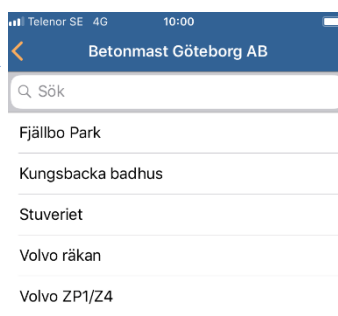 Telenor SE 4G 10:00
Betonmast Göteborg AB
Sök
Fjällbo Park
Kungsbacka badhus
Stuveriet
Volvo räkan
Volvo ZP1/Z4